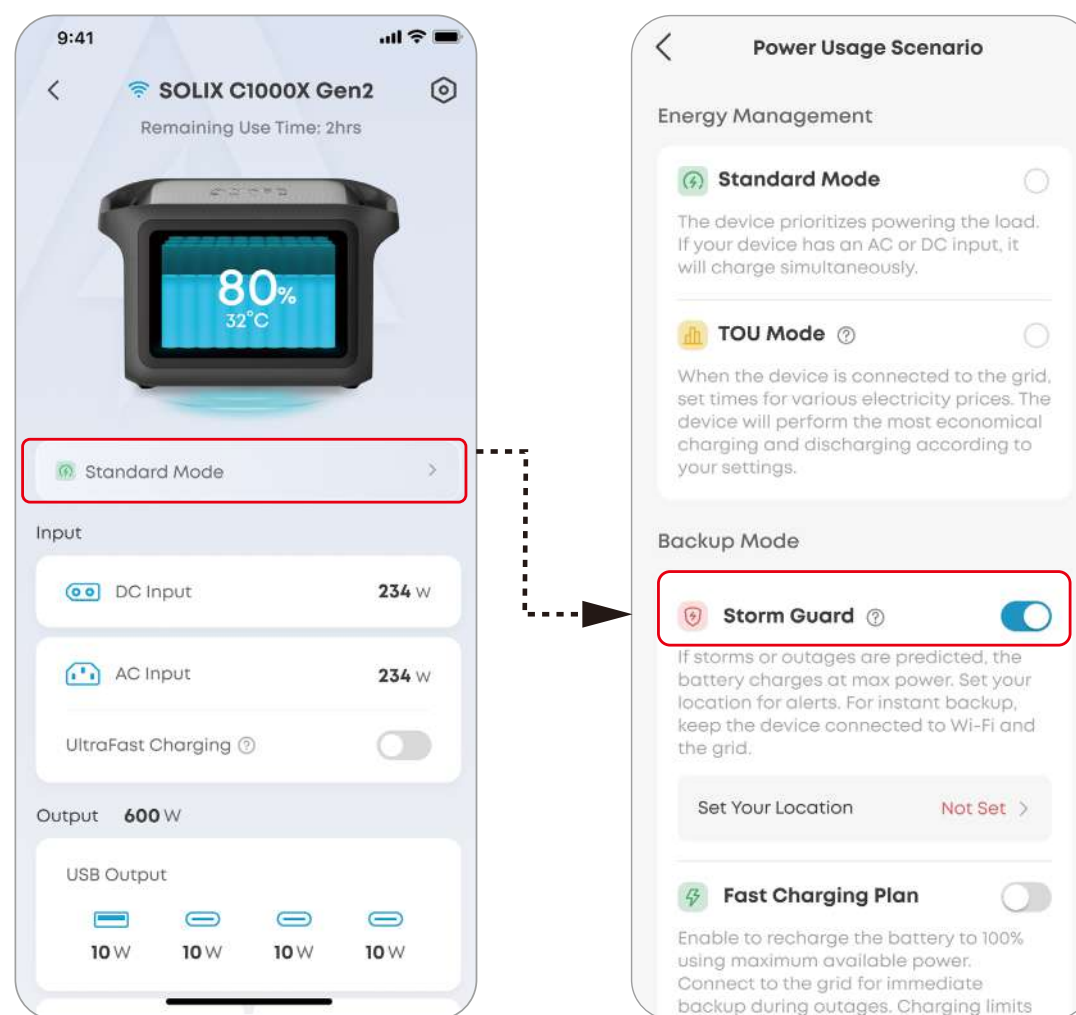 9:41
SOLIX C1000X Gen2
Remaining Use Time: 2hrs
80%
32°C
Standard Mode
Input
DC Input 234 W
AC Input 234 W
UltraFast Charging
Output 600 W
USB Output
10 W 10 W 10 W 10 W
Power Usage Scenario
Energy Management
Standard Mode
The device prioritizes powering the load.
If your device has an AC or DC input, it
will charge simultaneously.
TOU Mode ?
When the device is connected to the grid,
set times for various electricity prices. The
device will perform the most economical
charging and discharging according to
your settings.
Backup Mode
Storm Guard ?
If storms or outages are predicted, the
battery charges at max power. Set your
location for alerts. For instant backup,
keep the device connected to Wi-Fi and
the grid.
Set Your Location Not Set
Fast Charging Plan
Enable to recharge the battery to 100%
using maximum available power.
Connect to the grid for immediate
backup during outages. Charging limits